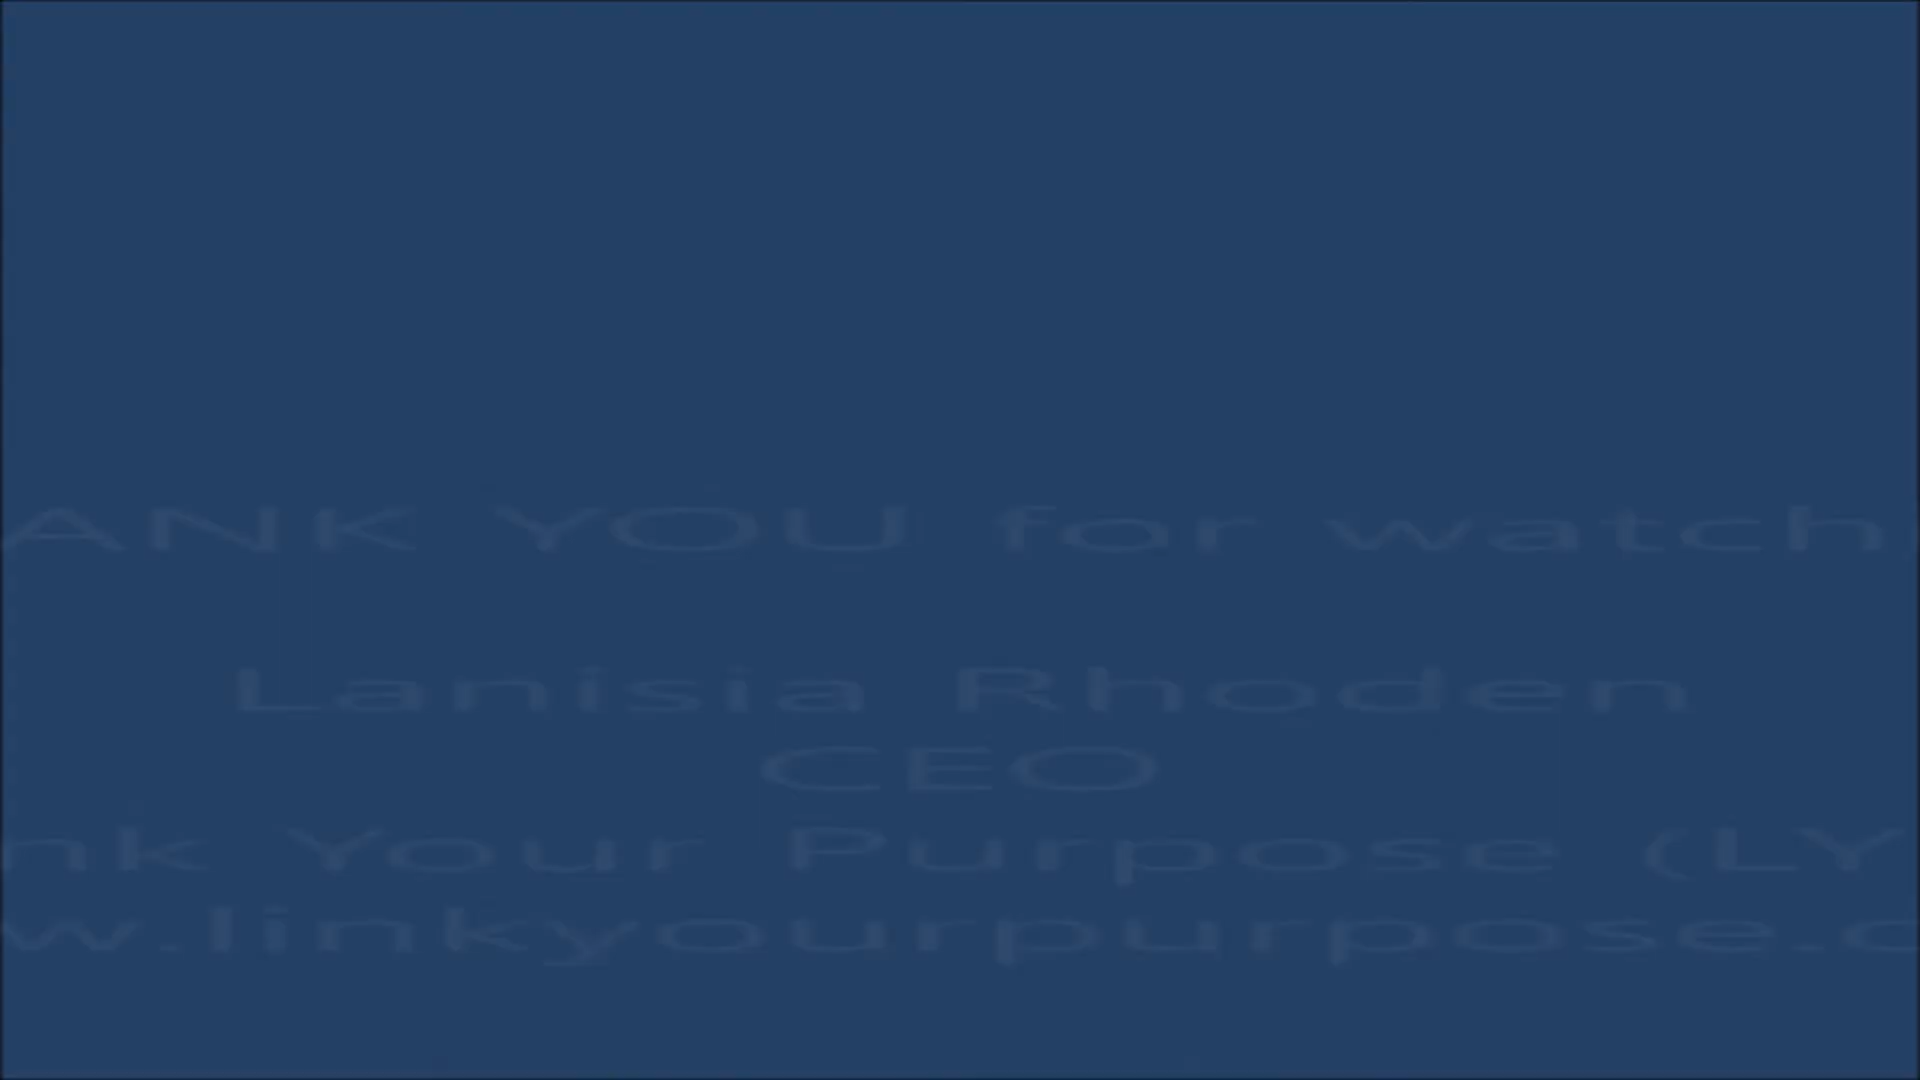 ANK YOU for watch
Lanisia Rhoden
CEO
nk Your Purpose (LY
w.linkyourpurpose.c